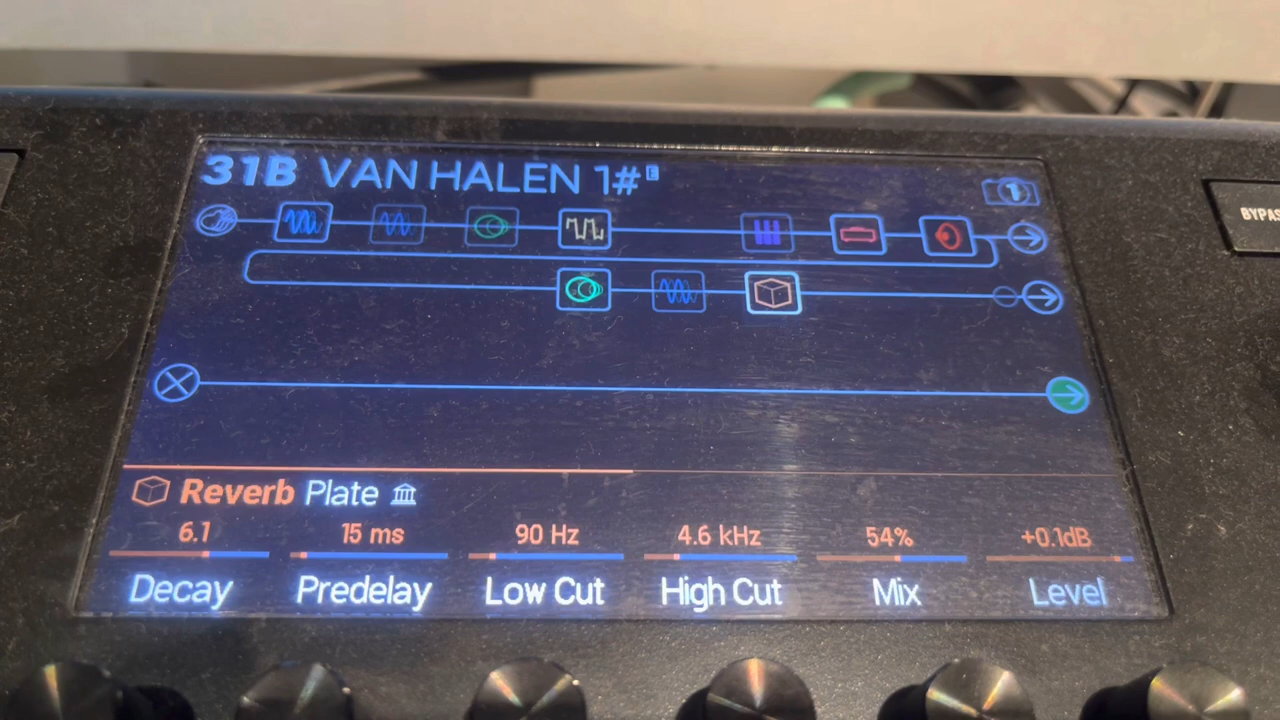 31B VAN HALEN 1# E
1
BYPAS
Reverb Plate
6.1 15 ms 90 Hz 4.6 kHz 54% +0.1dB
Decay Predelay Low Cut High Cut Mix Level